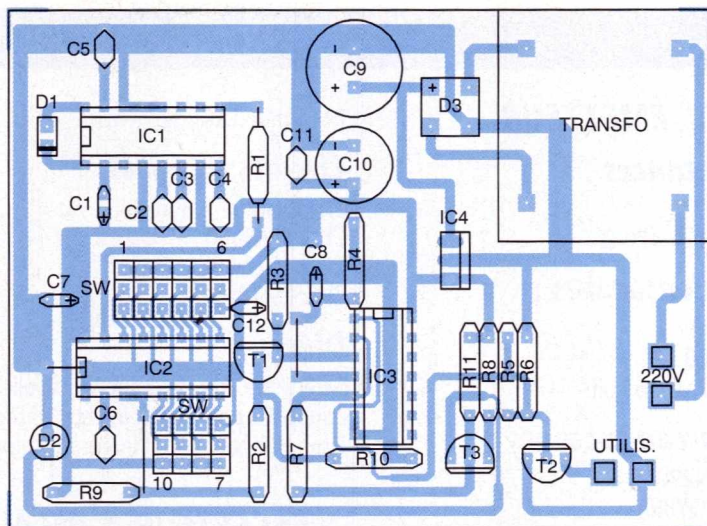 C5
C9
D3
TRANSFO
D1
IC1
R1
C11
C10
C1
C2
C3
C4
IC4
1
6
SW
C7
R3
C8
R4
C12
IC2
T1
IC3
R11
R8
R5
R6
220V
SW
D2
C6
R2
R7
T3
T2
UTILIS.
R10
10
7
R9